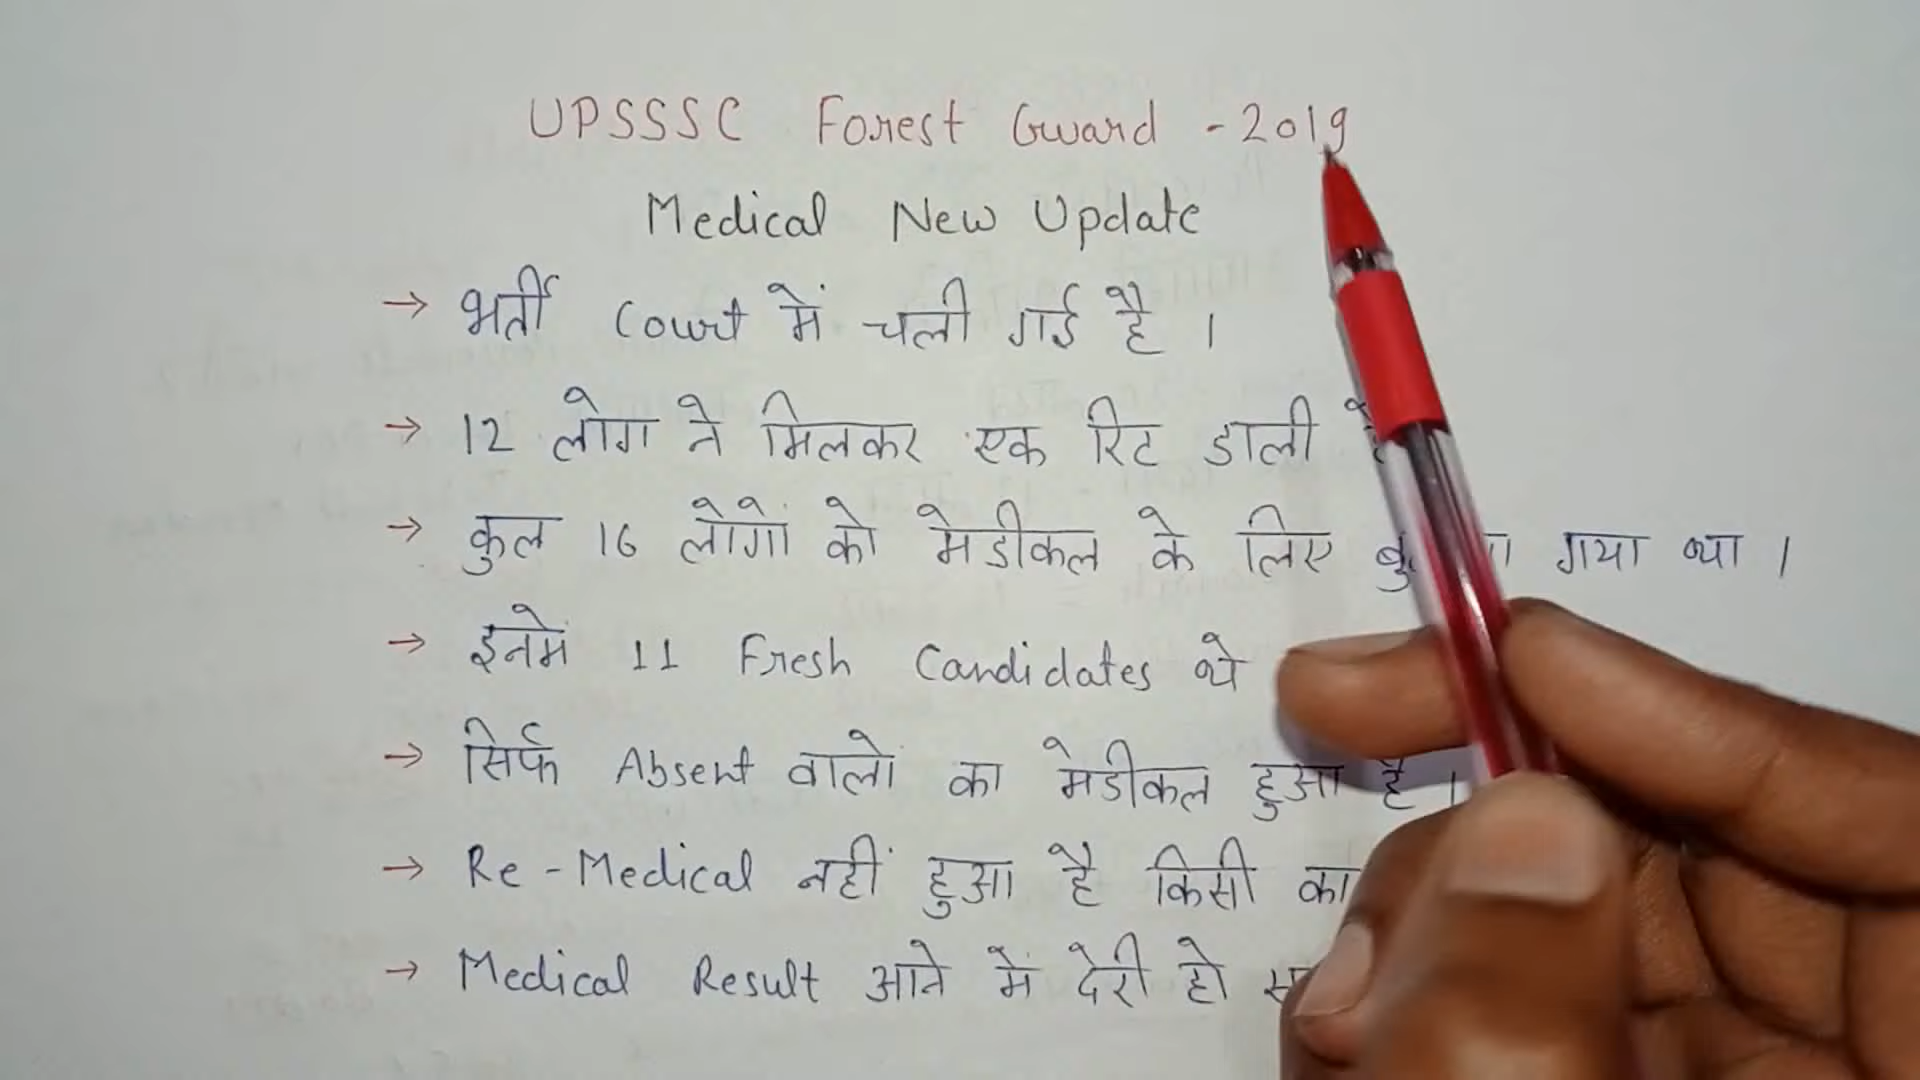 UPSSSC Forest Guard - 2019
Medical New Update
→ भर्ती Court में चली गई है ।
→ 12 लोग ने मिलकर एक रिट डाली
→ कुल 16 लोगों को मेडीकल के लिए गया था ।
→ इनमें 11 Fresh Candidates थे
→ सिर्फ Absent वालों का मेडीकल हुआ है ।
→ Re-Medical नहीं हुआ है किसी का
→ Medical Result आने में देरी हो